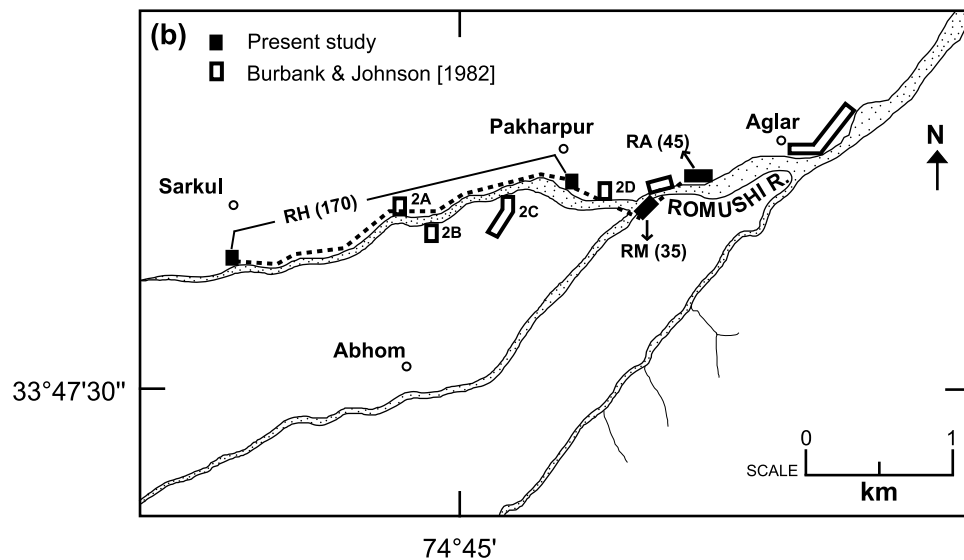 (b)
Present study
Burbank & Johnson [1982]
N
Pakharpur
Aglar
RA (45)
Sarkul
RH (170)
2A
2B
2C
2D
ROMUSHI R.
RM (35)
Abhom
33°47'30"
0 1
SCALE
km
74°45'